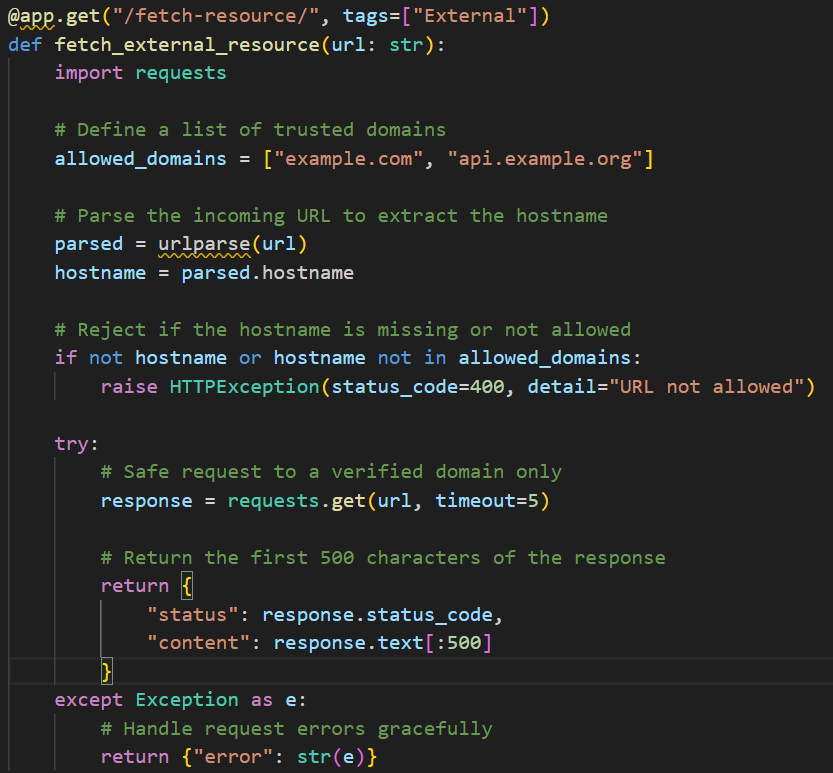 @app.get("/fetch-resource/", tags=["External"])
def fetch_external_resource(url: str):
    import requests

    # Define a list of trusted domains
    allowed_domains = ["example.com", "api.example.org"]

    # Parse the incoming URL to extract the hostname
    parsed = urlparse(url)
    hostname = parsed.hostname

    # Reject if the hostname is missing or not allowed
    if not hostname or hostname not in allowed_domains:
        raise HTTPException(status_code=400, detail="URL not allowed")

    try:
        # Safe request to a verified domain only
        response = requests.get(url, timeout=5)

        # Return the first 500 characters of the response
        return {
            "status": response.status_code,
            "content": response.text[:500]
        }
    except Exception as e:
        # Handle request errors gracefully
        return {"error": str(e)}